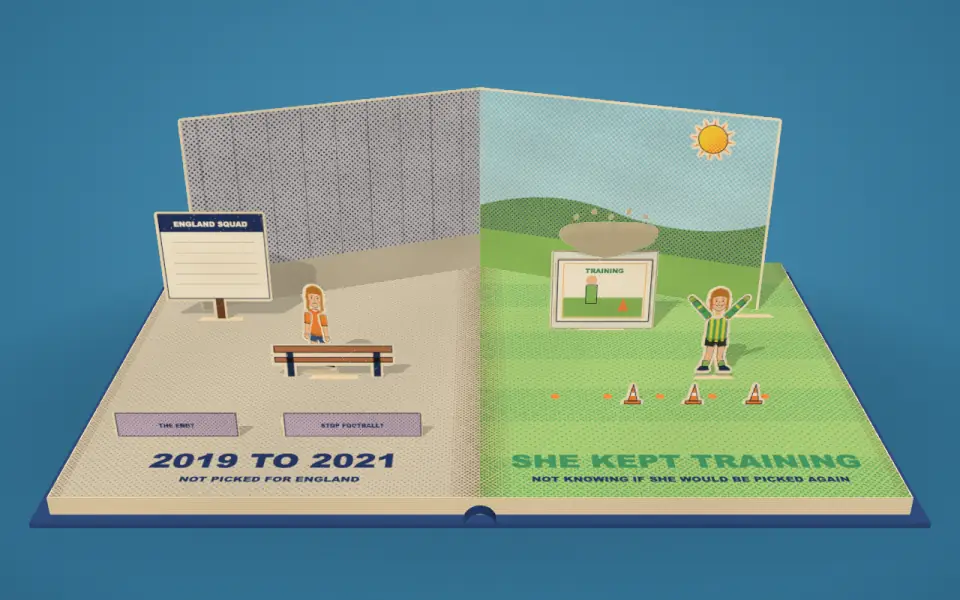 ENGLAND SQUAD
THE END?
STOP FOOTBALL?
2019 TO 2021
NOT PICKED FOR ENGLAND
TRAINING
SHE KEPT TRAINING
NOT KNOWING IF SHE WOULD BE PICKED AGAIN